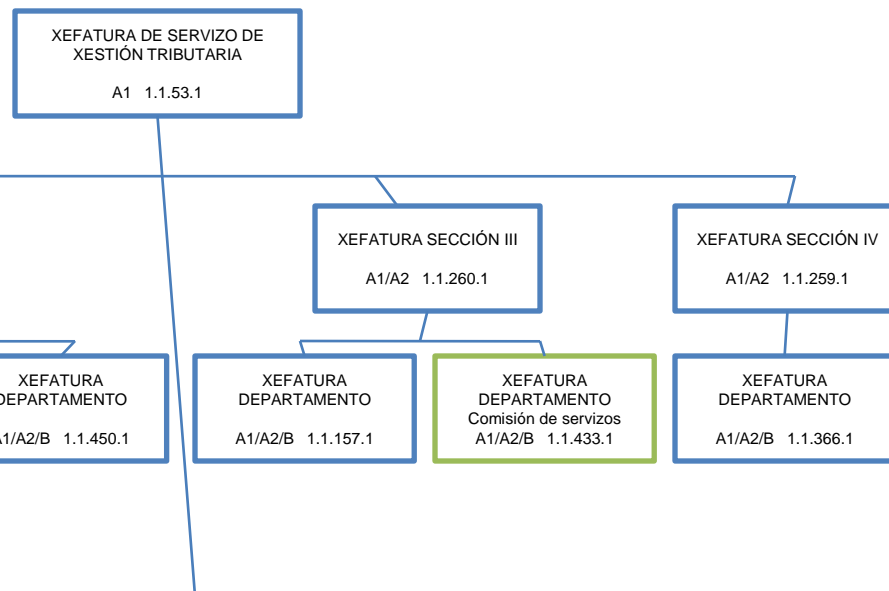 XEFATURA DE SERVIZO DE
XESTIÓN TRIBUTARIA
A1 1.1.53.1
XEFATURA SECCIÓN III
A1/A2 1.1.260.1
XEFATURA SECCIÓN IV
A1/A2 1.1.259.1
XEFATURA
DEPARTAMENTO
A1/A2/B 1.1.450.1
XEFATURA
DEPARTAMENTO
A1/A2/B 1.1.157.1
XEFATURA
DEPARTAMENTO
Comisión de servizos
A1/A2/B 1.1.433.1
XEFATURA
DEPARTAMENTO
A1/A2/B 1.1.366.1